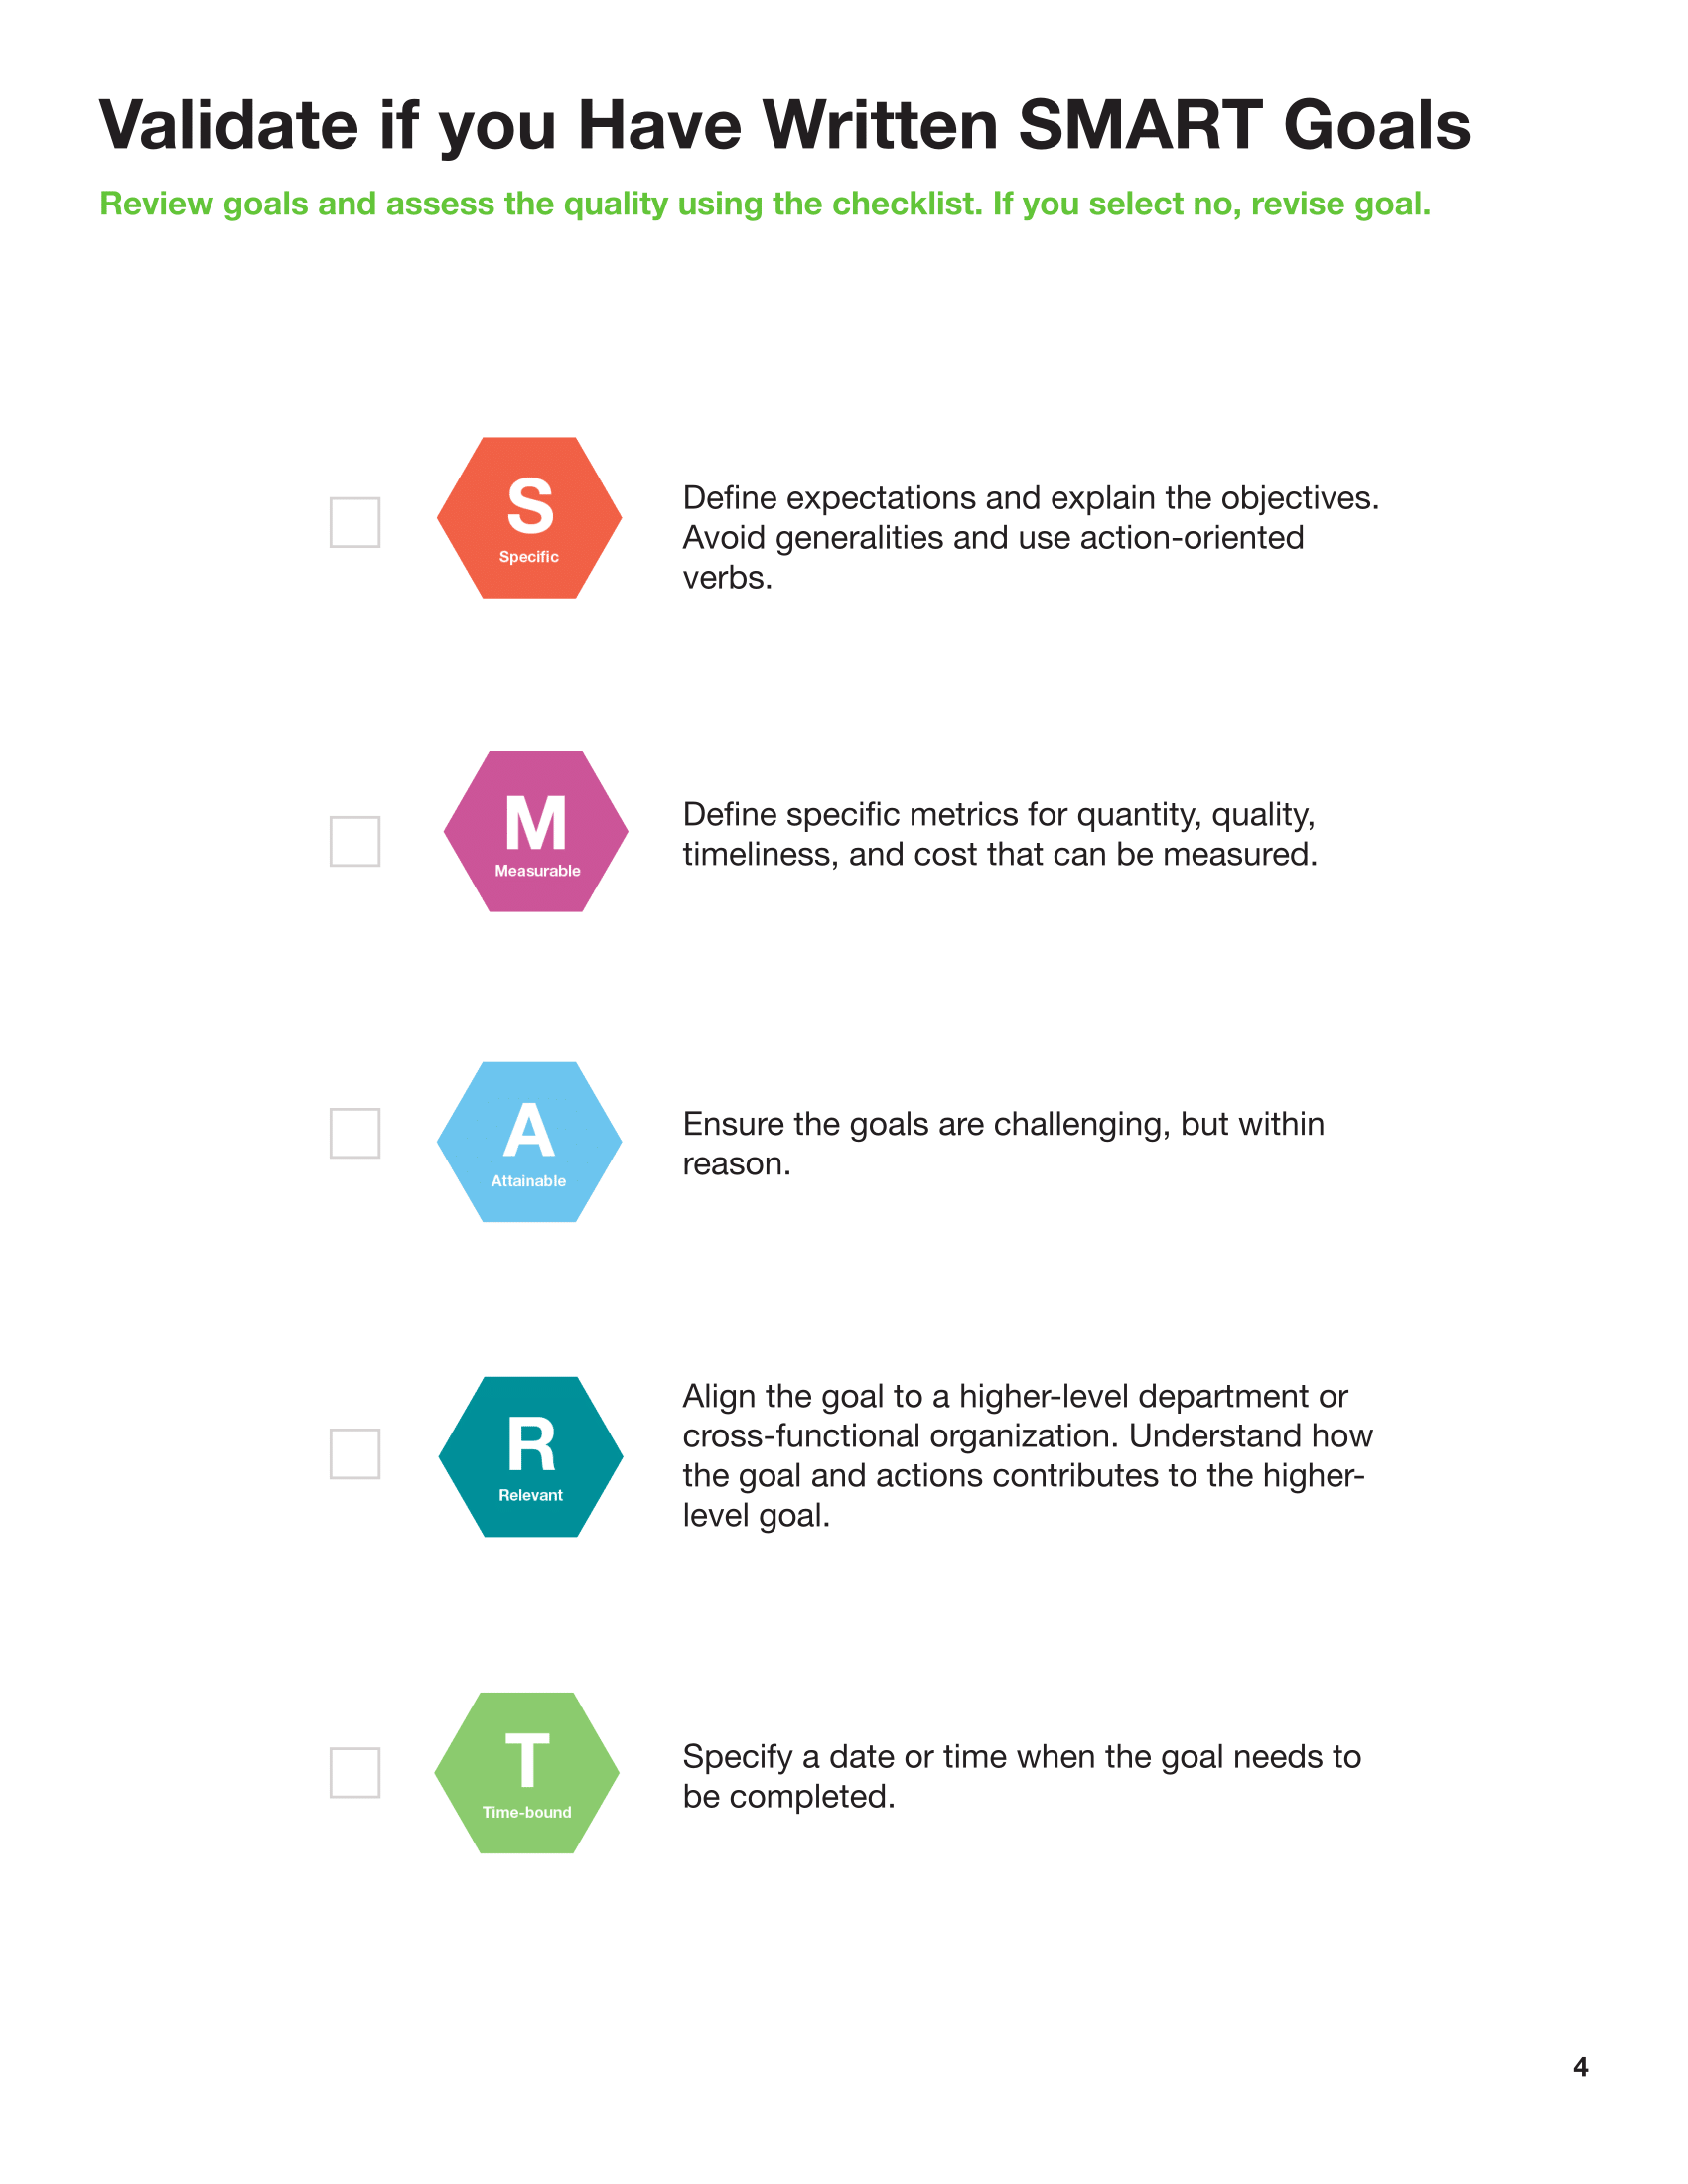 Validate if you Have Written SMART Goals
Review goals and assess the quality using the checklist. If you select no, revise goal.
S
Specific
Define expectations and explain the objectives.
Avoid generalities and use action-oriented
verbs.
M
Measurable
Define specific metrics for quantity, quality,
timeliness, and cost that can be measured.
A
Attainable
Ensure the goals are challenging, but within
reason.
R
Relevant
Align the goal to a higher-level department or
cross-functional organization. Understand how
the goal and actions contributes to the higher-
level goal.
T
Time-bound
Specify a date or time when the goal needs to
be completed.
4